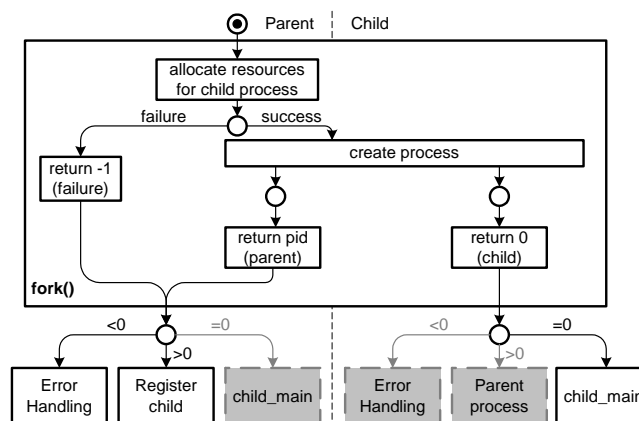 Parent
Child
allocate resources
for child process
failure
success
create process
return -1
(failure)
return pid
(parent)
return 0
(child)
fork()
<0
=0
>0
<0
=0
>0
Error
Handling
Register
child
child_main
Error
Handling
Parent
process
child_main